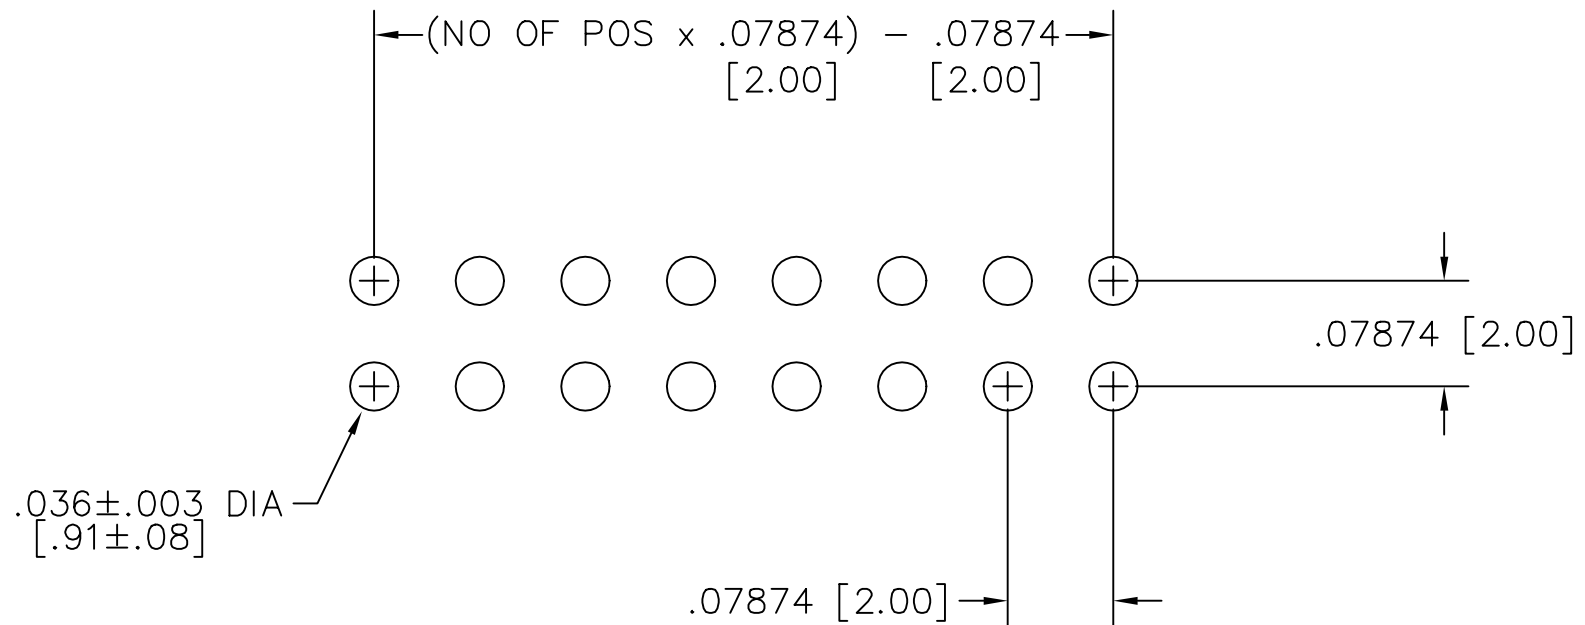 (NO OF POS x .07874) - .07874
[2.00] [2.00]
.07874 [2.00]
.036±.003 DIA
[.91±.08]
.07874 [2.00]